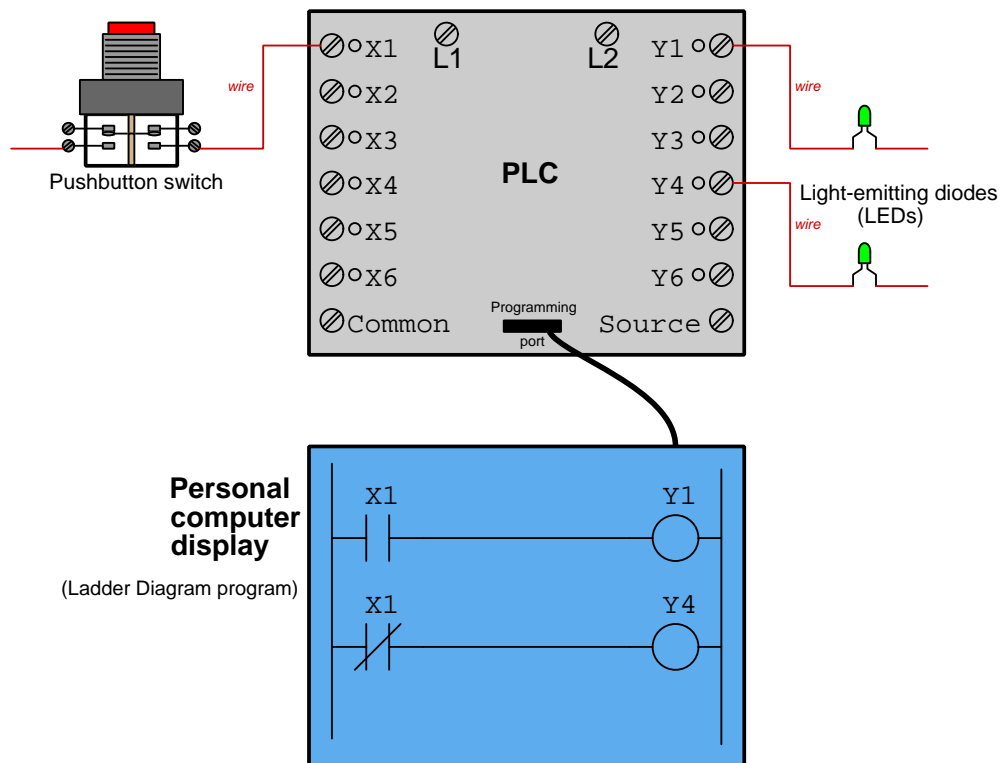 X1 L1 L2 Y1
wire
wire
X2 Y2
X3 Y3
Pushbutton switch
X4 PLC Y4
Light-emitting diodes
(LEDs)
wire
X5 Y5
X6 Y6
Programming
port
Common Source
Personal
computer
display
(Ladder Diagram program)
X1 Y1
X1 Y4